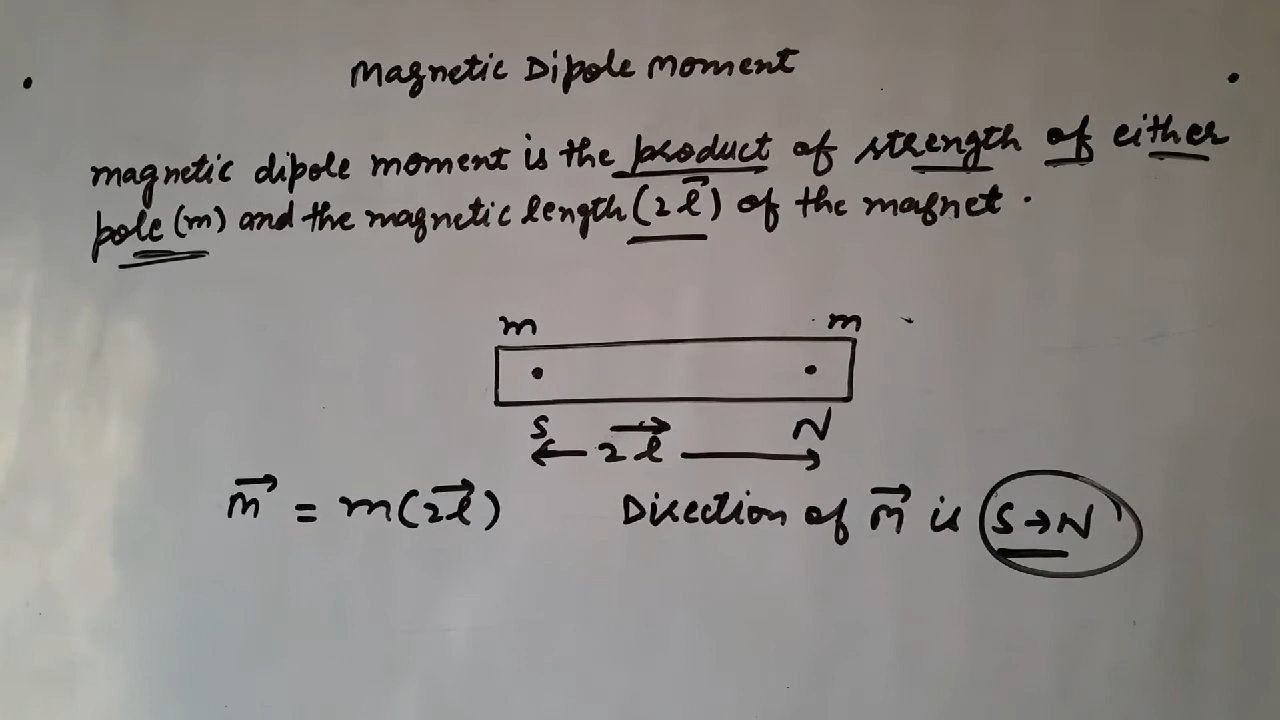 Magnetic Dipole Moment
magnetic dipole moment is the product of strength of either
pole (m) and the magnetic length (2l⃗) of the magnet.
m m
S N
2l⃗
m⃗ = m(2l⃗) Direction of m⃗ is S→N